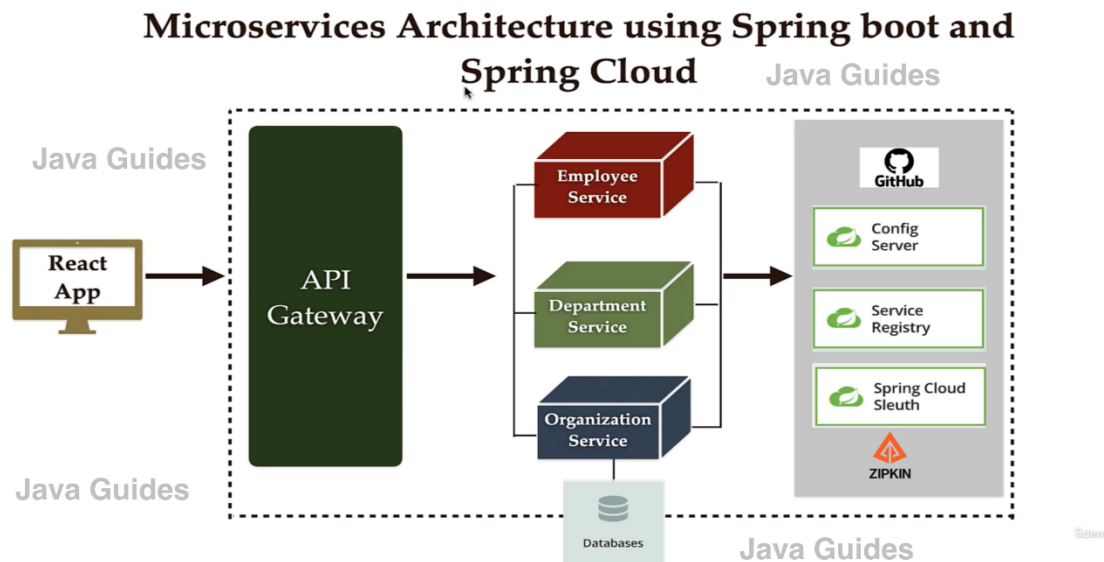 Microservices Architecture using Spring boot and
Spring Cloud
Java Guides
Java Guides
React
App
API
Gateway
Employee
Service
Department
Service
Organization
Service
Databases
GitHub
Config
Server
Service
Registry
Spring Cloud
Sleuth
ZIPKIN
Java Guides
Java Guides